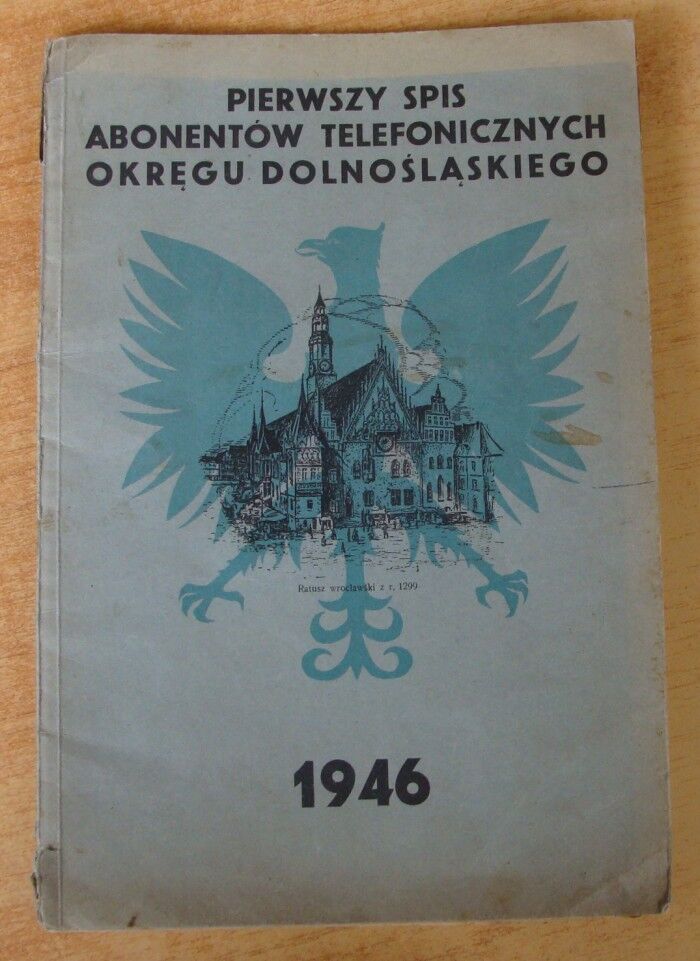 PIERWSZY SPIS
ABONENTÓW TELEFONICZNYCH
OKRĘGU DOLNOŚLĄSKIEGO
Ratusz wrocławski z r. 1299
1946